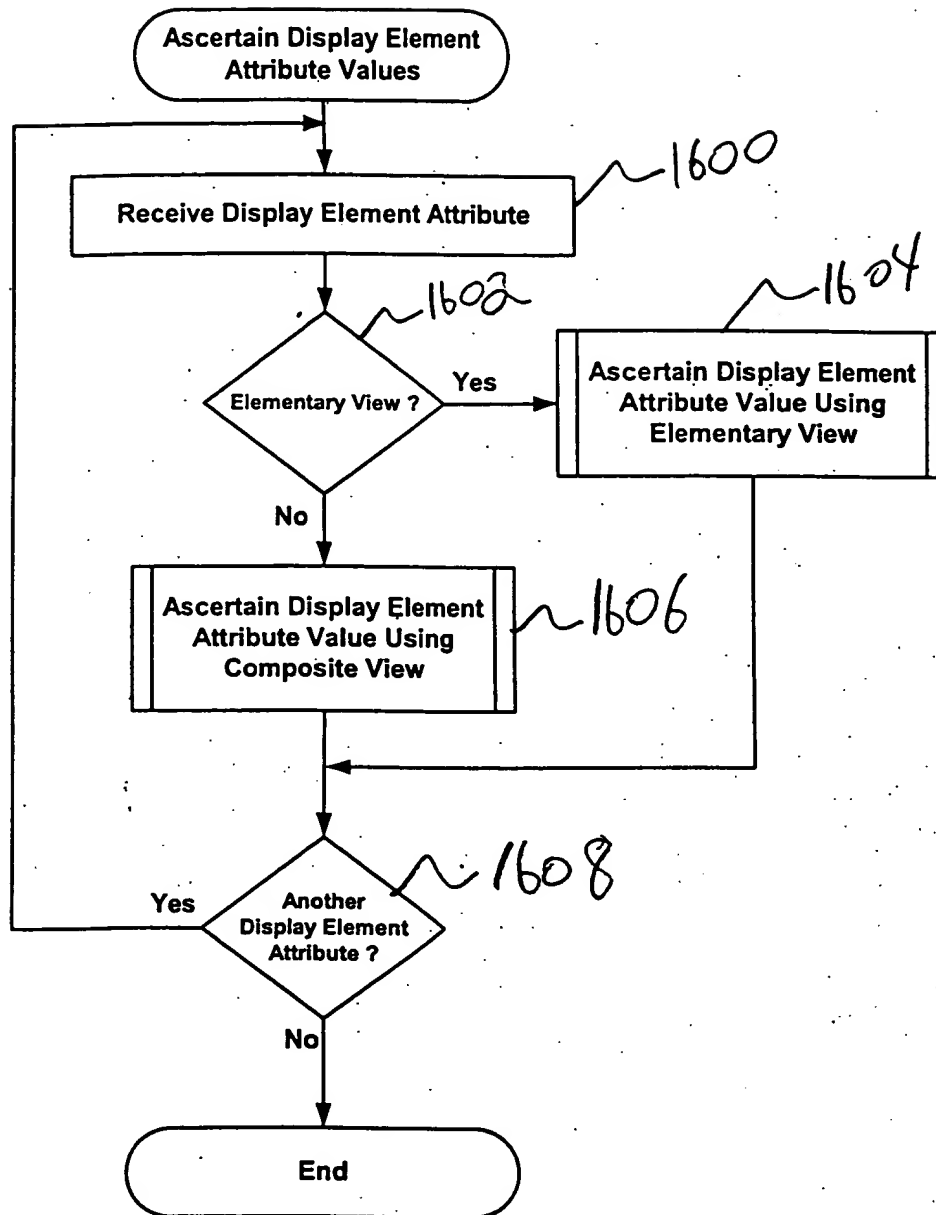 Ascertain Display Element
Attribute Values
1600
Receive Display Element Attribute
1602
1604
Elementary View ?
Yes
Ascertain Display Element
Attribute Value Using
Elementary View
No
Ascertain Display Element
Attribute Value Using
Composite View
1606
1608
Yes
Another
Display Element
Attribute ?
No
End